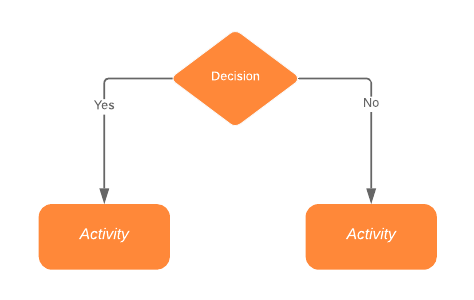 Decision
Yes
No
Activity
Activity